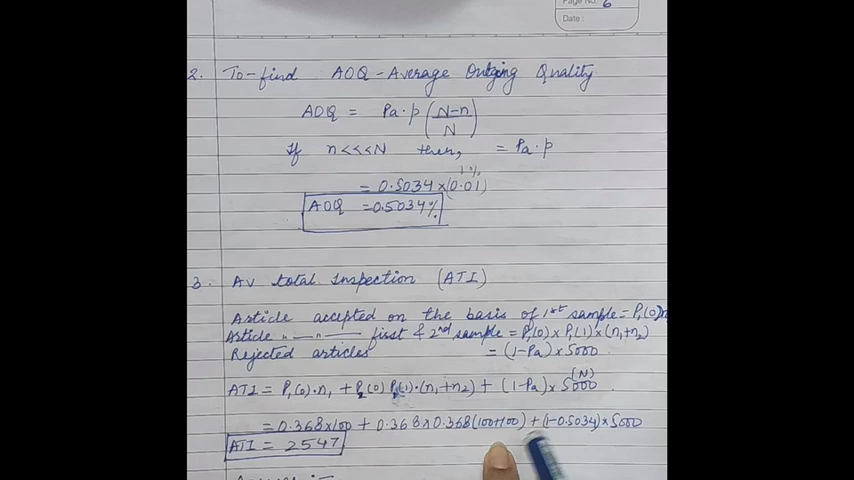 Page No. 6
Date :
2. To-find AOQ - Average Outgoing Quality
AOQ = Pa·p (N-n/N)
If n<<<N then, = Pa·p
1%
= 0.5034×(0.01)
AOQ = 0.5034%
3. Av total Inspection (ATI)
Article accepted on the basis of 1st sample = P₁(0)n
Article 〃 〃 first & 2nd sample = P₁(0) × P₁(1) × (n₁+n₂)
Rejected articles = (1-Pa) × 5000
(N)
ATI = P₁(0)·n₁ + P₂(0) P₁(1)·(n₁+n₂) + (1-Pa) × 5000
= 0.368×100 + 0.368×0.368(100+100) + (1-0.5034)×5000
ATI = 2547